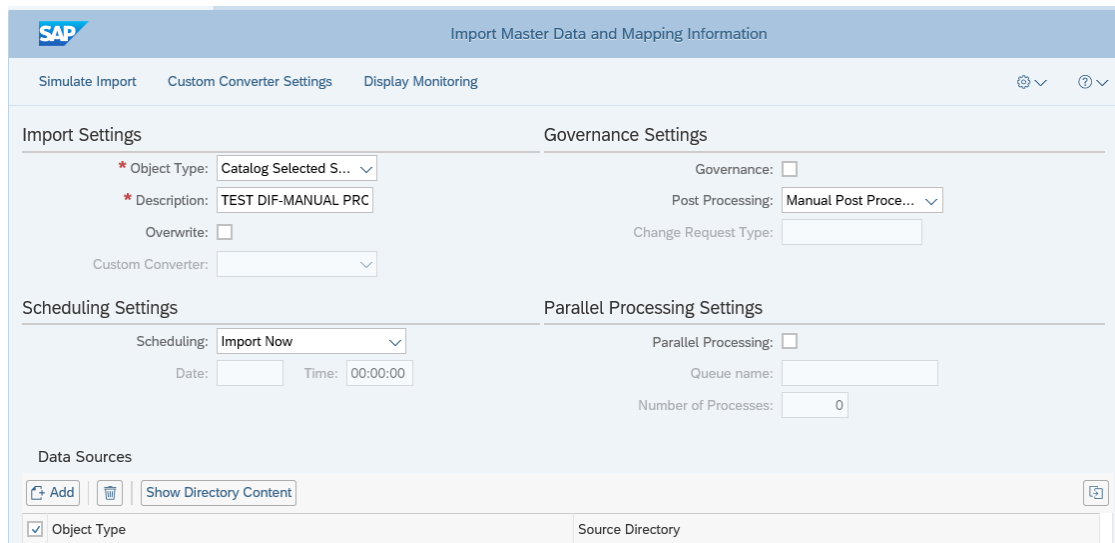 SAP
Import Master Data and Mapping Information
Simulate Import Custom Converter Settings Display Monitoring
Import Settings
* Object Type: Catalog Selected S...
* Description: TEST DIF-MANUAL PRC
Overwrite:
Custom Converter:
Governance Settings
Governance:
Post Processing: Manual Post Proce...
Change Request Type:
Scheduling Settings
Scheduling: Import Now
Date: Time: 00:00:00
Parallel Processing Settings
Parallel Processing:
Queue name:
Number of Processes: 0
Data Sources
Add Show Directory Content
Object Type Source Directory